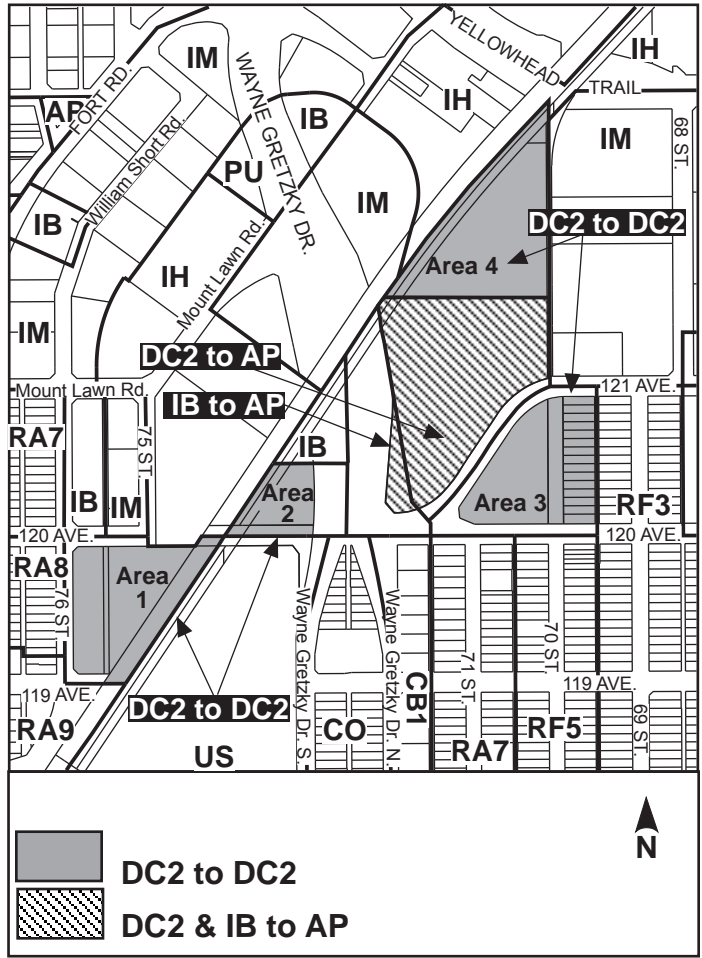 YELLOWHEAD
TRAIL
IH
IM
WAYNE GRETZKY DR.
FORT RD.
AP
IB
IH
IM
68 ST.
William Short Rd.
PU
IM
IB
DC2 to DC2
Area 4
IH
Mount Lawn Rd.
IM
DC2 to AP
Mount Lawn Rd.
121 AVE.
IB to AP
RA7
75 ST.
IB
Area
2
IB
IM
Area 3
RF3
120 AVE.
120 AVE.
RA8
Area
1
76 ST.
Wayne Gretzky Dr. S.
Wayne Gretzky Dr. N.
71 ST.
70 ST.
119 AVE.
119 AVE.
CB1
DC2 to DC2
69 ST.
RA9
CO
RF5
RA7
US
N
DC2 to DC2
DC2 & IB to AP